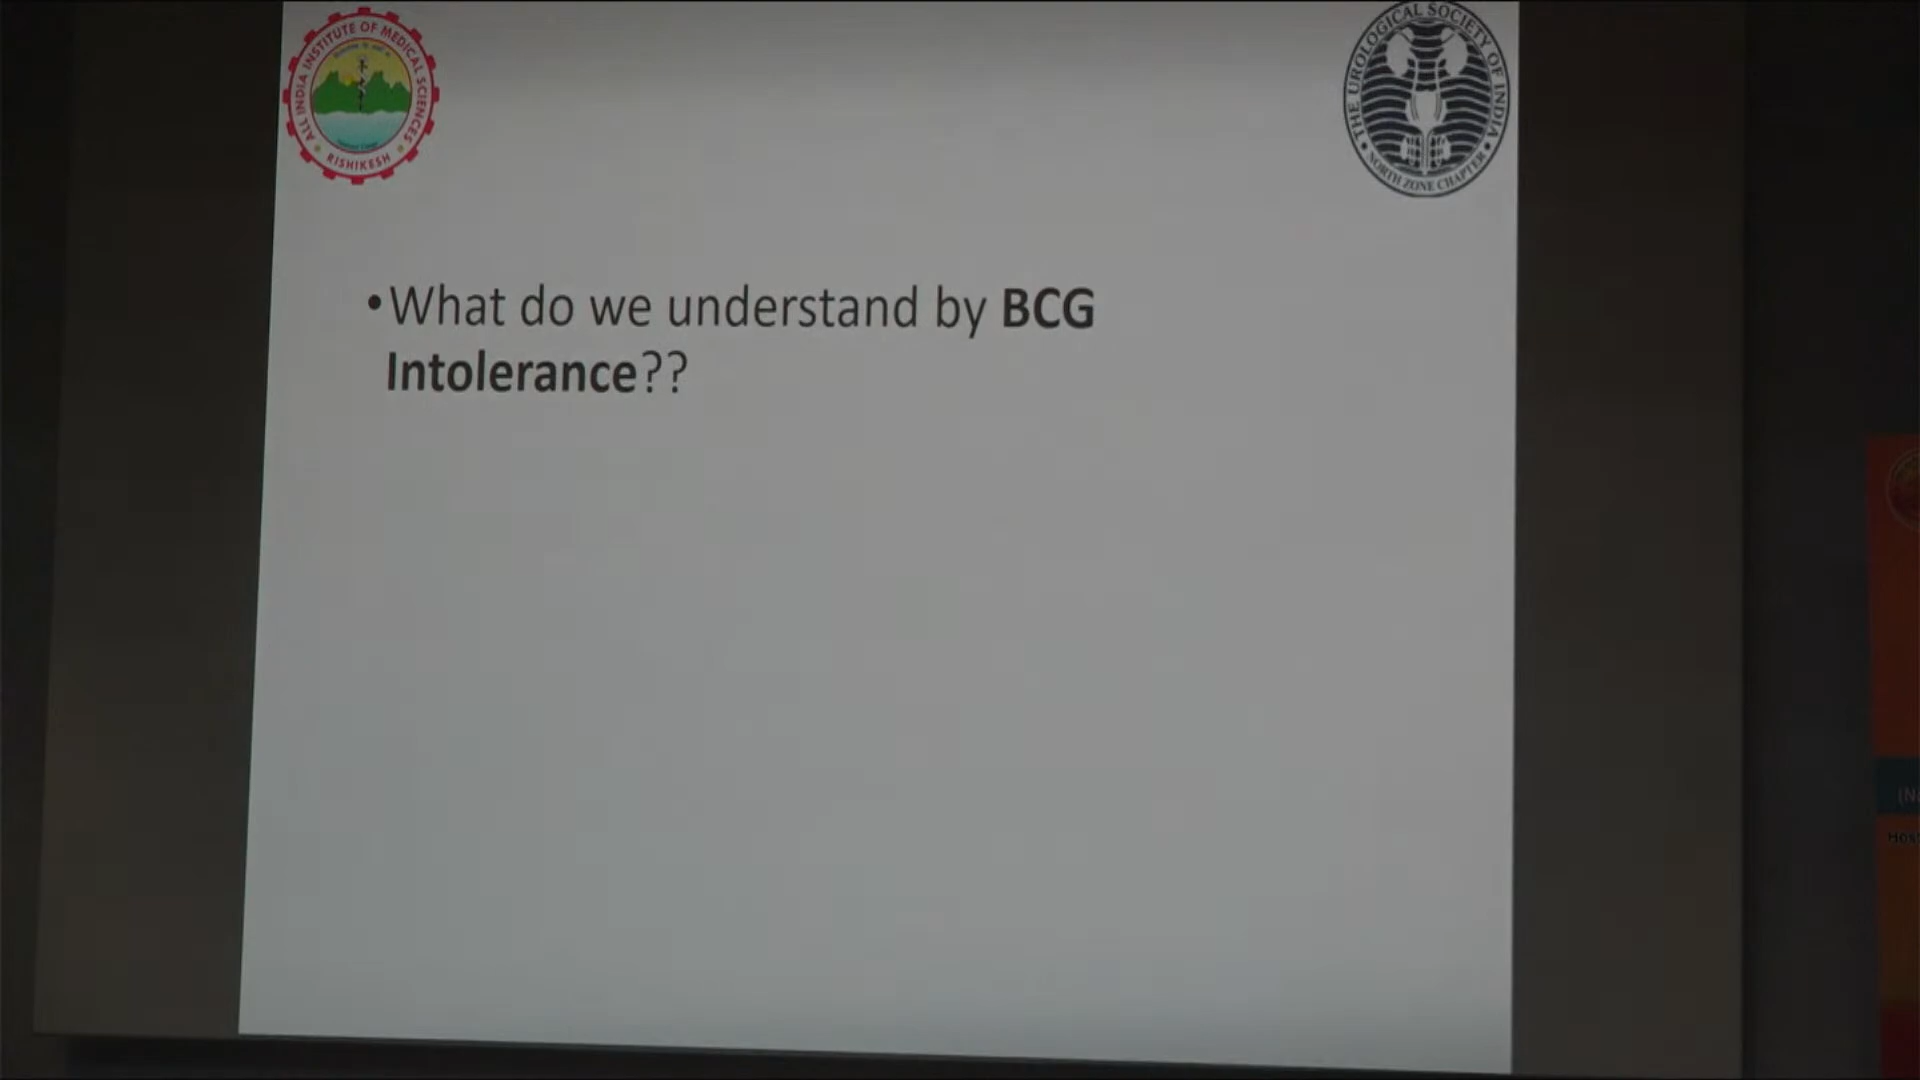 ALL INDIA INSTITUTE OF MEDICAL SCIENCES
RISHIKESH
THE UROLOGICAL SOCIETY OF INDIA
NORTH ZONE CHAPTER
•What do we understand by BCG
Intolerance??